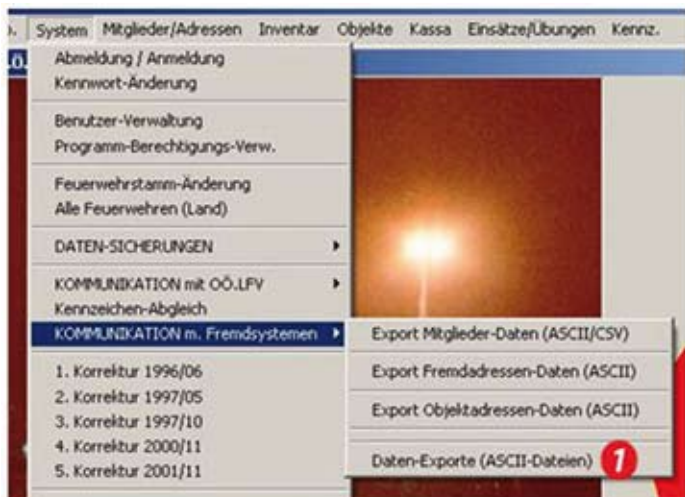 System Mitglieder/Adressen Inventar Objekte Kassa Einsätze/Übungen Kennz.
Abmeldung / Anmeldung
Kennwort-Änderung
Benutzer-Verwaltung
Programm-Berechtigungs-Verw.
Feuerwehrstamm-Änderung
Alle Feuerwehren (Land)
DATEN-SICHERUNGEN
KOMMUNIKATION mit OÖ.LFV
Kennzeichen-Abgleich
KOMMUNIKATION m. Fremdsystemen
1. Korrektur 1996/06
2. Korrektur 1997/05
3. Korrektur 1997/10
4. Korrektur 2000/11
5. Korrektur 2001/11
Export Mitglieder-Daten (ASCII/CSV)
Export Fremdadressen-Daten (ASCII)
Export Objektadressen-Daten (ASCII)
Daten-Exporte (ASCII-Dateien) 1